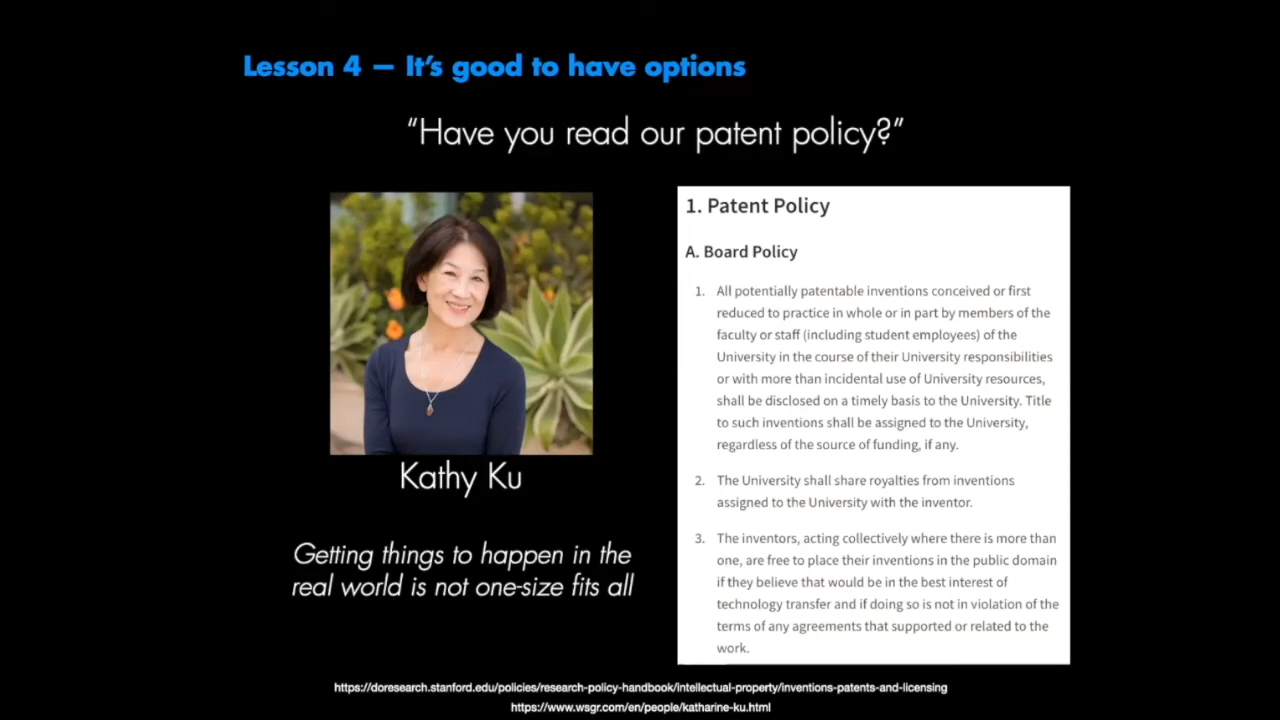 Lesson 4 — It's good to have options
"Have you read our patent policy?"
Kathy Ku
Getting things to happen in the
real world is not one-size fits all
1. Patent Policy
A. Board Policy
1. All potentially patentable inventions conceived or first
reduced to practice in whole or in part by members of the
faculty or staff (including student employees) of the
University in the course of their University responsibilities
or with more than incidental use of University resources,
shall be disclosed on a timely basis to the University. Title
to such inventions shall be assigned to the University,
regardless of the source of funding, if any.
2. The University shall share royalties from inventions
assigned to the University with the inventor.
3. The inventors, acting collectively where there is more than
one, are free to place their inventions in the public domain
if they believe that would be in the best interest of
technology transfer and if doing so is not in violation of the
terms of any agreements that supported or related to the
work.
https://doresearch.stanford.edu/policies/research-policy-handbook/intellectual-property/inventions-patents-and-licensing
https://www.wsgr.com/en/people/katharine-ku.html